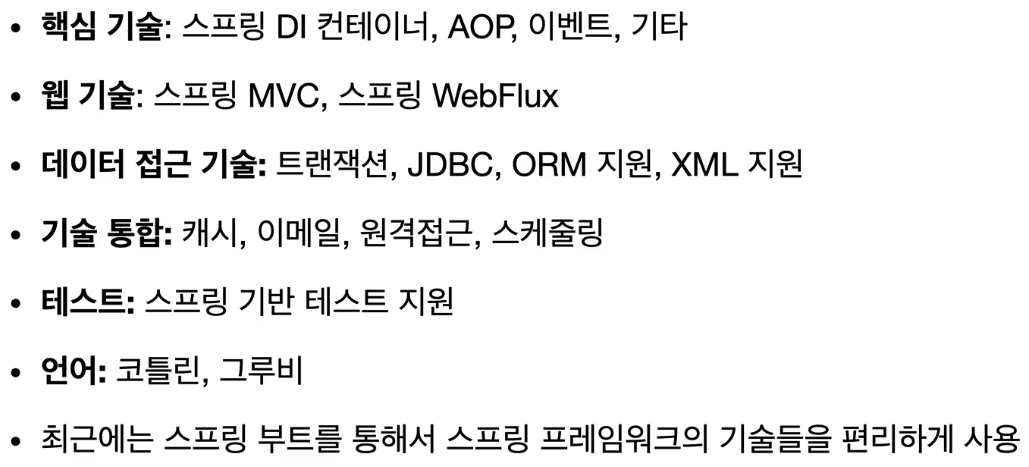 • 핵심 기술: 스프링 DI 컨테이너, AOP, 이벤트, 기타
• 웹 기술: 스프링 MVC, 스프링 WebFlux
• 데이터 접근 기술: 트랜잭션, JDBC, ORM 지원, XML 지원
• 기술 통합: 캐시, 이메일, 원격접근, 스케줄링
• 테스트: 스프링 기반 테스트 지원
• 언어: 코틀린, 그루비
• 최근에는 스프링 부트를 통해서 스프링 프레임워크의 기술들을 편리하게 사용